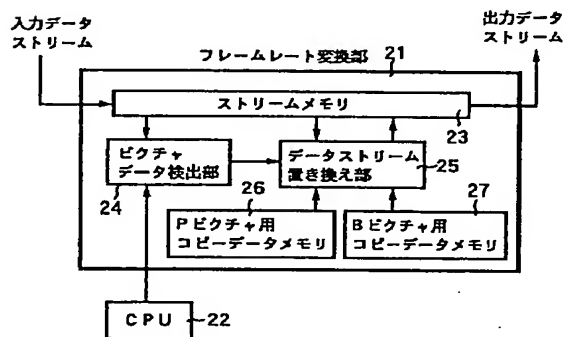 入力データ
ストリーム
出力データ
ストリーム
フレームレート変換部 21
ストリームメモリ
23
ピクチャ
データ検出部
24
データストリーム
置き換え部
25
26
Pピクチャ用
コピーデータメモリ
27
Bピクチャ用
コピーデータメモリ
CPU
22